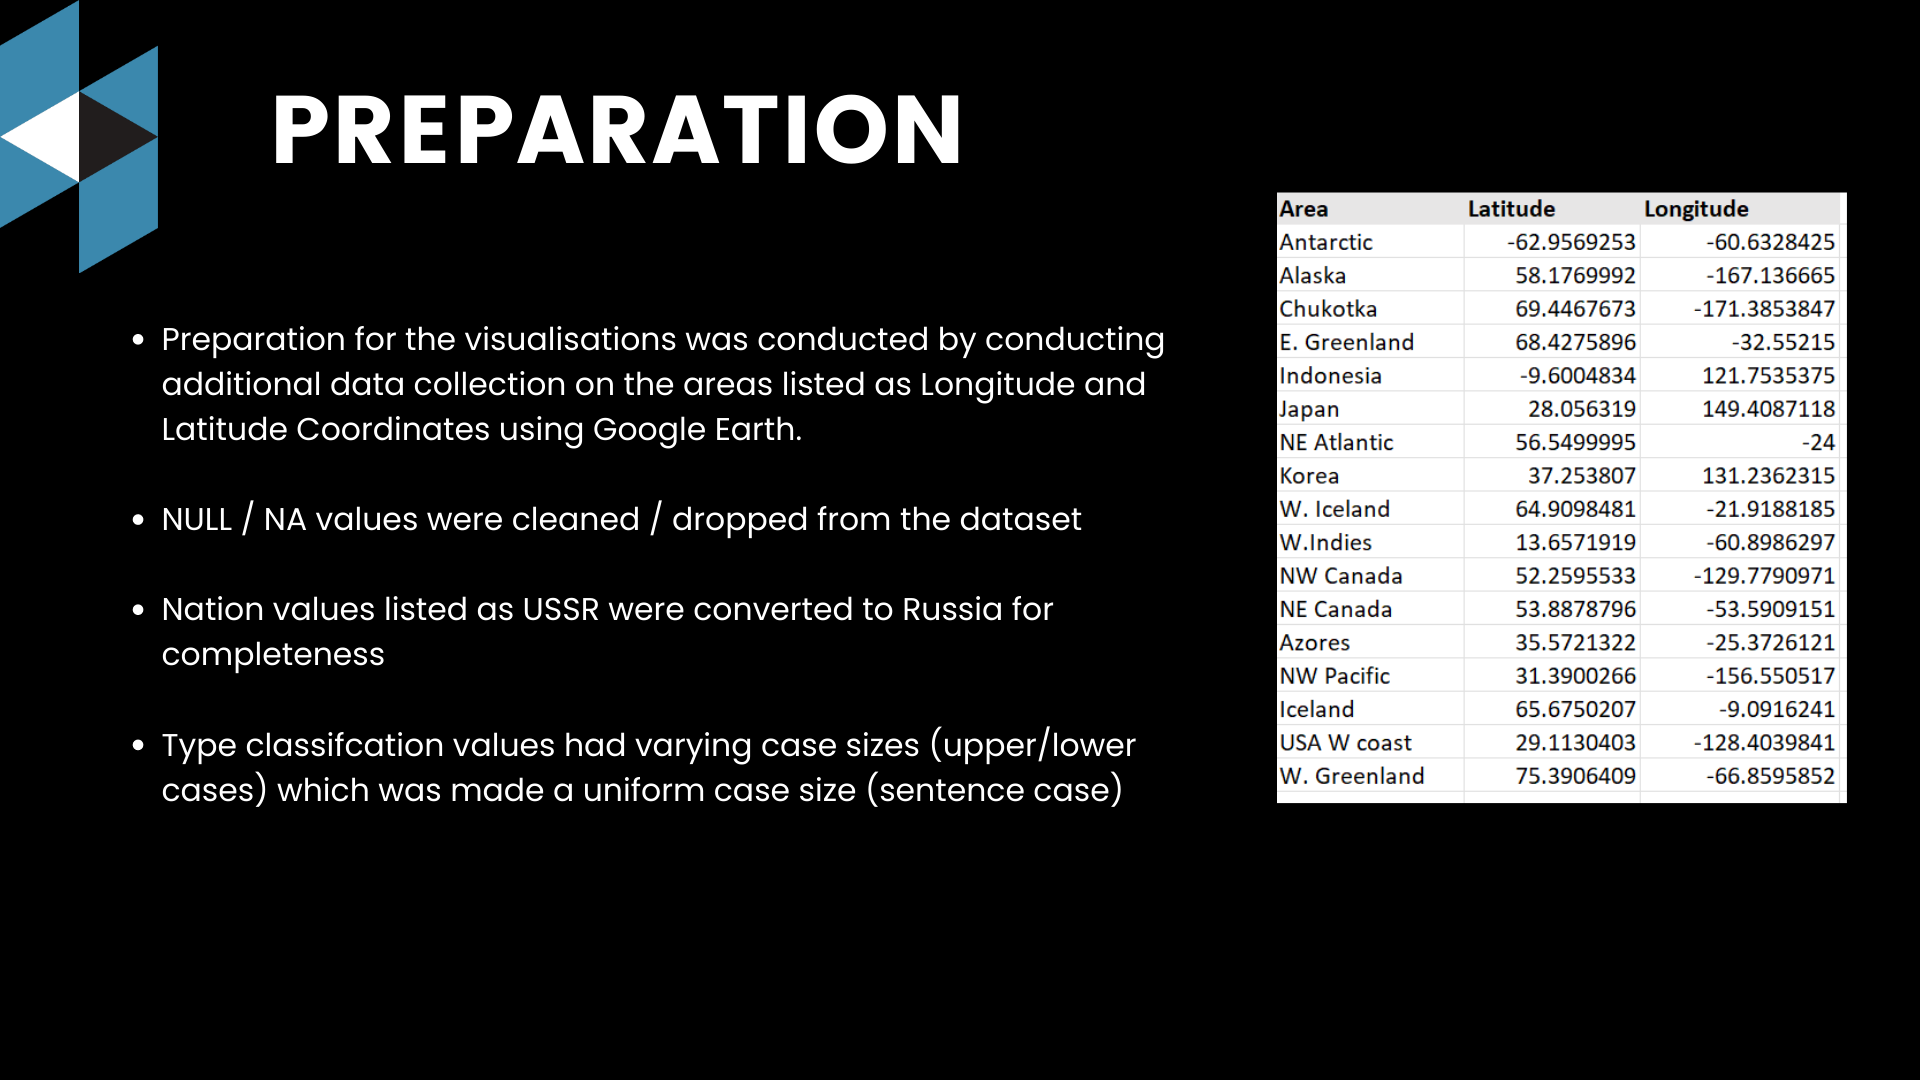 PREPARATION
• Preparation for the visualisations was conducted by conducting
additional data collection on the areas listed as Longitude and
Latitude Coordinates using Google Earth.
• NULL / NA values were cleaned / dropped from the dataset
• Nation values listed as USSR were converted to Russia for
completeness
• Type classifcation values had varying case sizes (upper/lower
cases) which was made a uniform case size (sentence case)
Area Latitude Longitude
Antarctic -62.9569253 -60.6328425
Alaska 58.1769992 -167.136665
Chukotka 69.4467673 -171.3853847
E. Greenland 68.4275896 -32.55215
Indonesia -9.6004834 121.7535375
Japan 28.056319 149.4087118
NE Atlantic 56.5499995 -24
Korea 37.253807 131.2362315
W. Iceland 64.9098481 -21.9188185
W.Indies 13.6571919 -60.8986297
NW Canada 52.2595533 -129.7790971
NE Canada 53.8878796 -53.5909151
Azores 35.5721322 -25.3726121
NW Pacific 31.3900266 -156.550517
Iceland 65.6750207 -9.0916241
USA W coast 29.1130403 -128.4039841
W. Greenland 75.3906409 -66.8595852